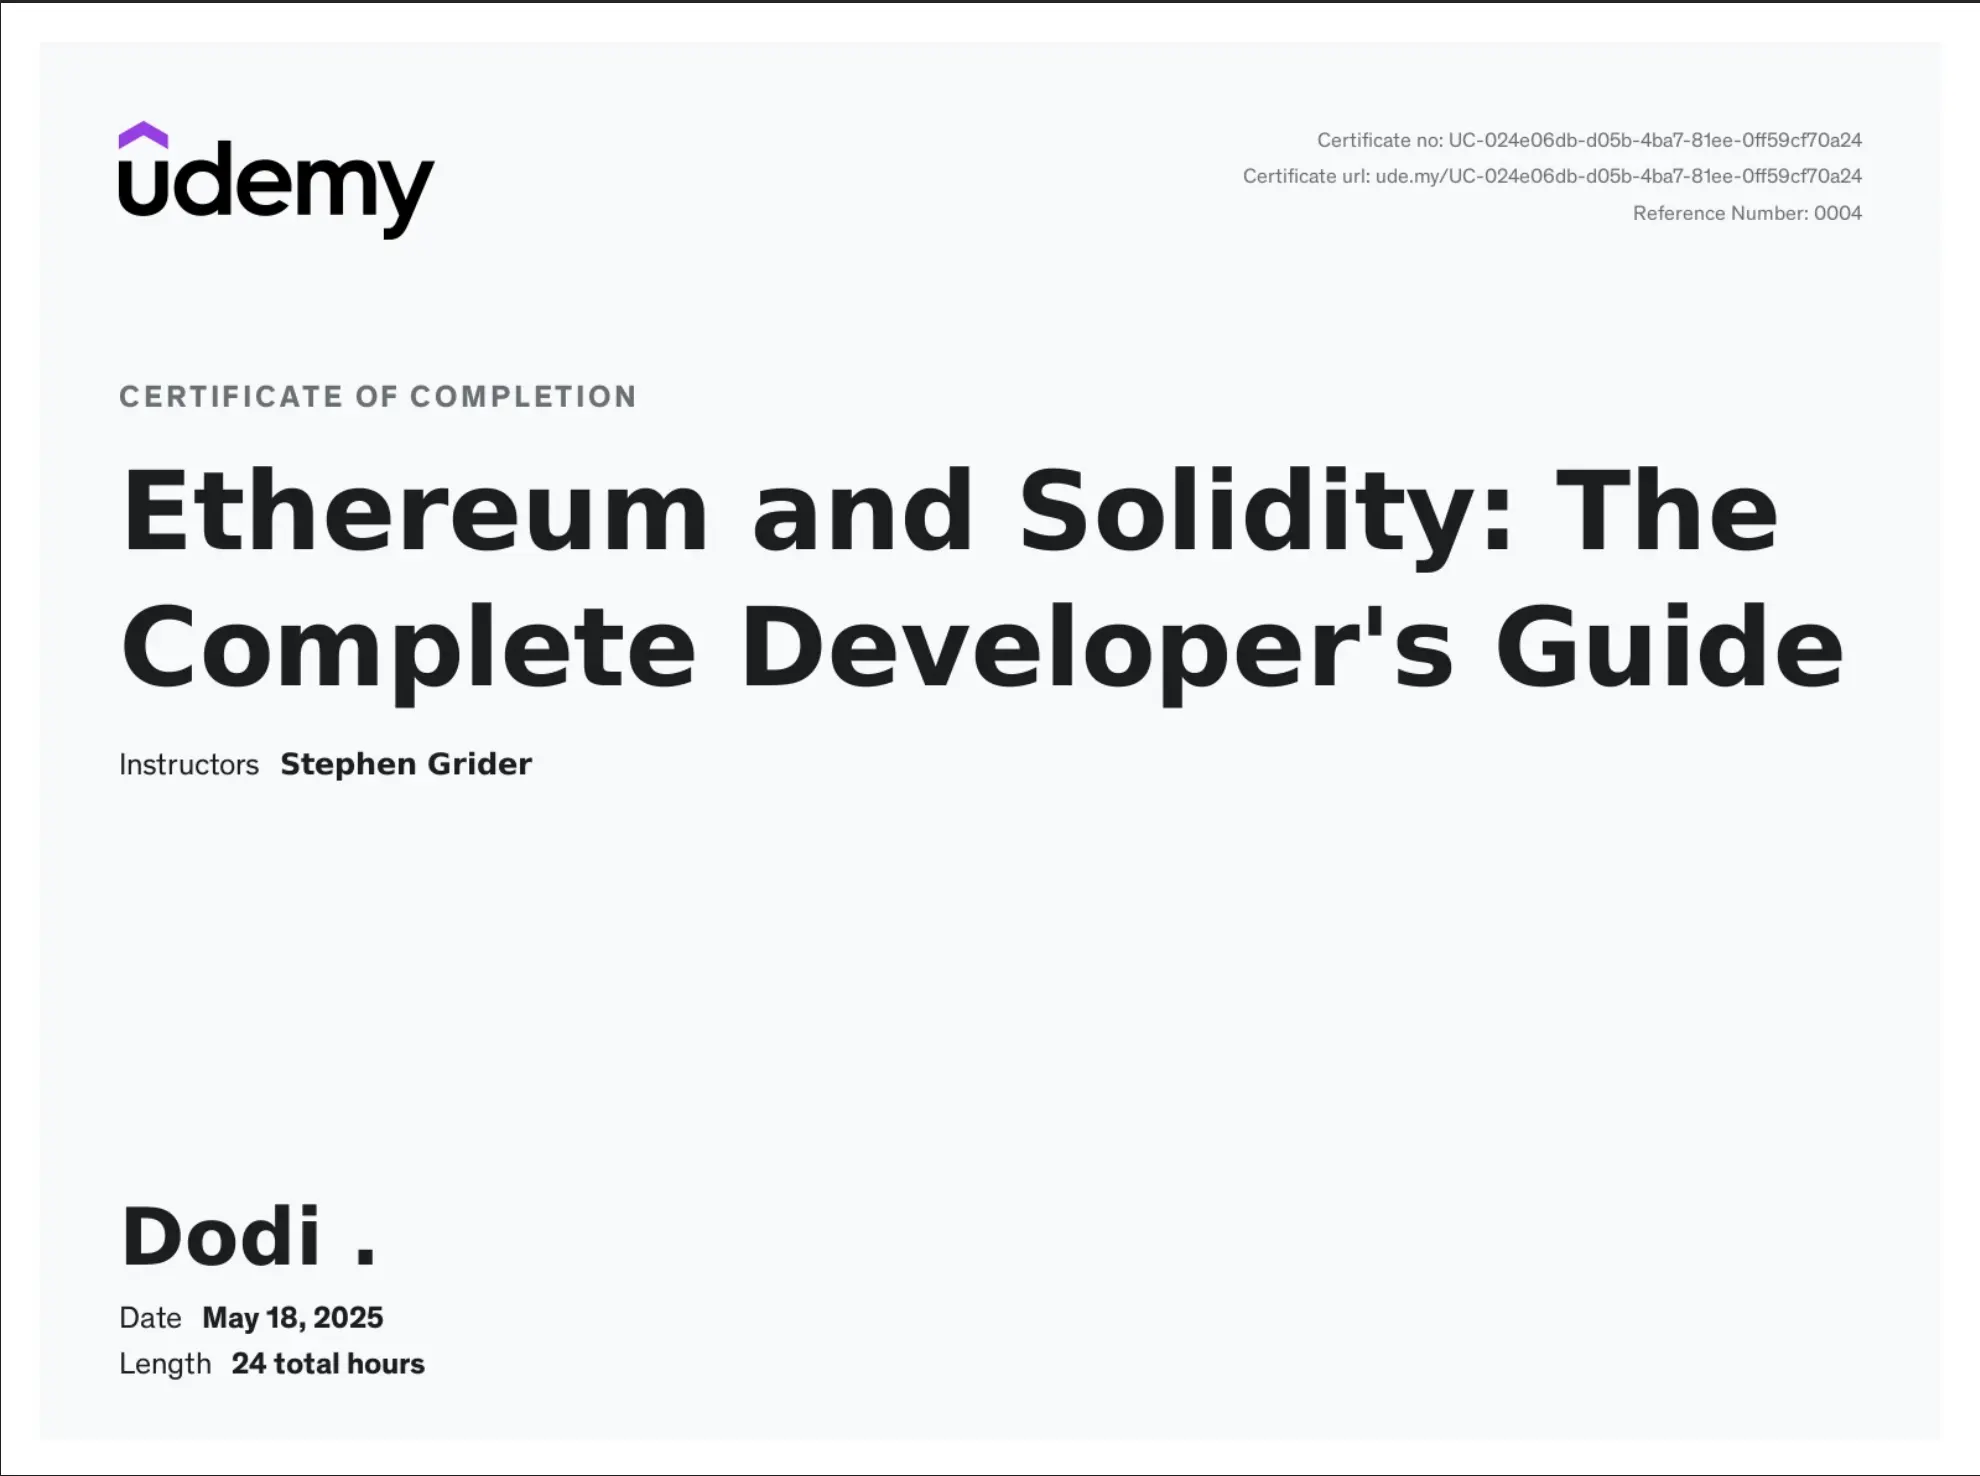 udemy
Certificate no: UC-024e06db-d05b-4ba7-81ee-0ff59cf70a24
Certificate url: ude.my/UC-024e06db-d05b-4ba7-81ee-0ff59cf70a24
Reference Number: 0004
CERTIFICATE OF COMPLETION
Ethereum and Solidity: The
Complete Developer's Guide
Instructors Stephen Grider
Dodi .
Date May 18, 2025
Length 24 total hours